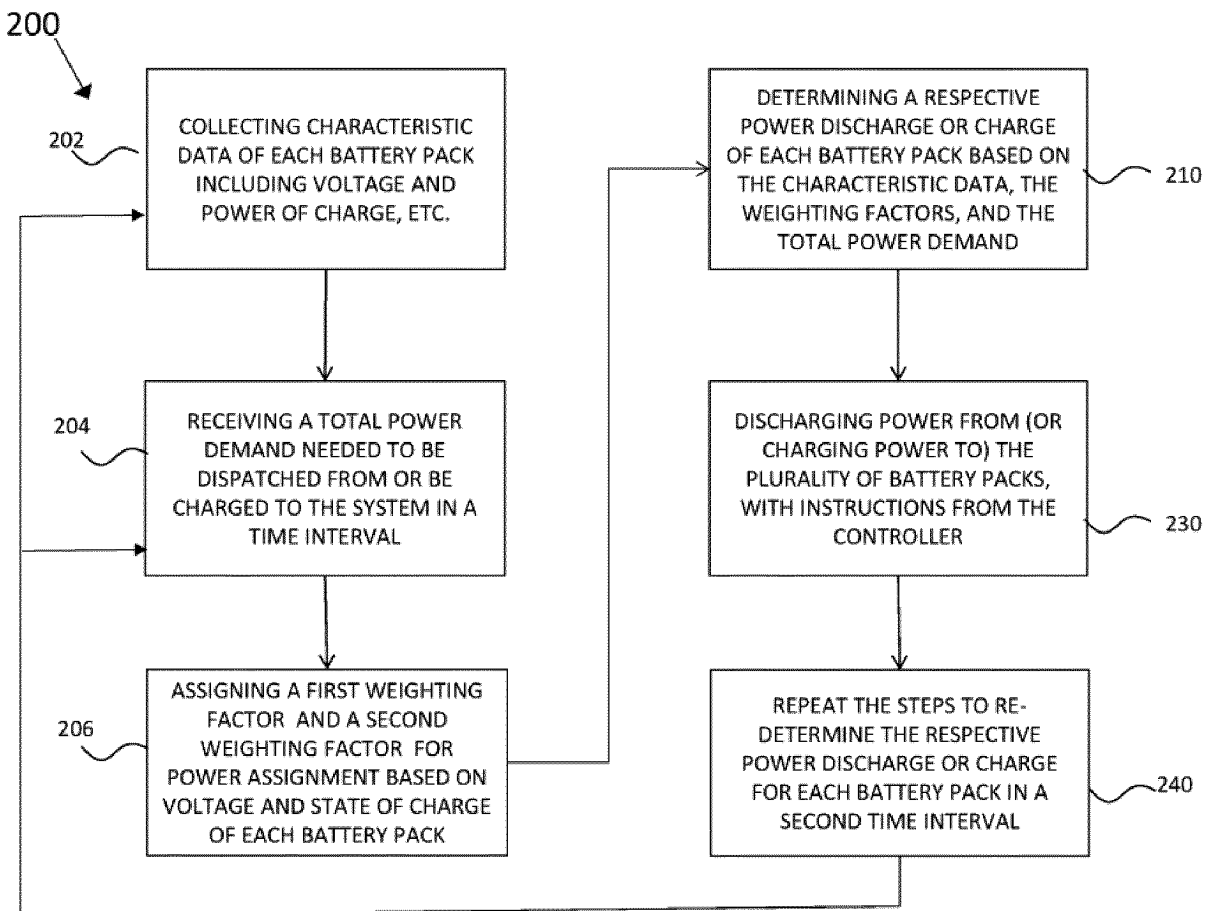 200
202
COLLECTING CHARACTERISTIC
DATA OF EACH BATTERY PACK
INCLUDING VOLTAGE AND
POWER OF CHARGE, ETC.
204
RECEIVING A TOTAL POWER
DEMAND NEEDED TO BE
DISPATCHED FROM OR BE
CHARGED TO THE SYSTEM IN A
TIME INTERVAL
206
ASSIGNING A FIRST WEIGHTING
FACTOR AND A SECOND
WEIGHTING FACTOR FOR
POWER ASSIGNMENT BASED ON
VOLTAGE AND STATE OF CHARGE
OF EACH BATTERY PACK
DETERMINING A RESPECTIVE
POWER DISCHARGE OR CHARGE
OF EACH BATTERY PACK BASED ON
THE CHARACTERISTIC DATA, THE
WEIGHTING FACTORS, AND THE
TOTAL POWER DEMAND
210
DISCHARGING POWER FROM (OR
CHARGING POWER TO) THE
PLURALITY OF BATTERY PACKS,
WITH INSTRUCTIONS FROM THE
CONTROLLER
230
REPEAT THE STEPS TO RE-
DETERMINE THE RESPECTIVE
POWER DISCHARGE OR CHARGE
FOR EACH BATTERY PACK IN A
SECOND TIME INTERVAL
240